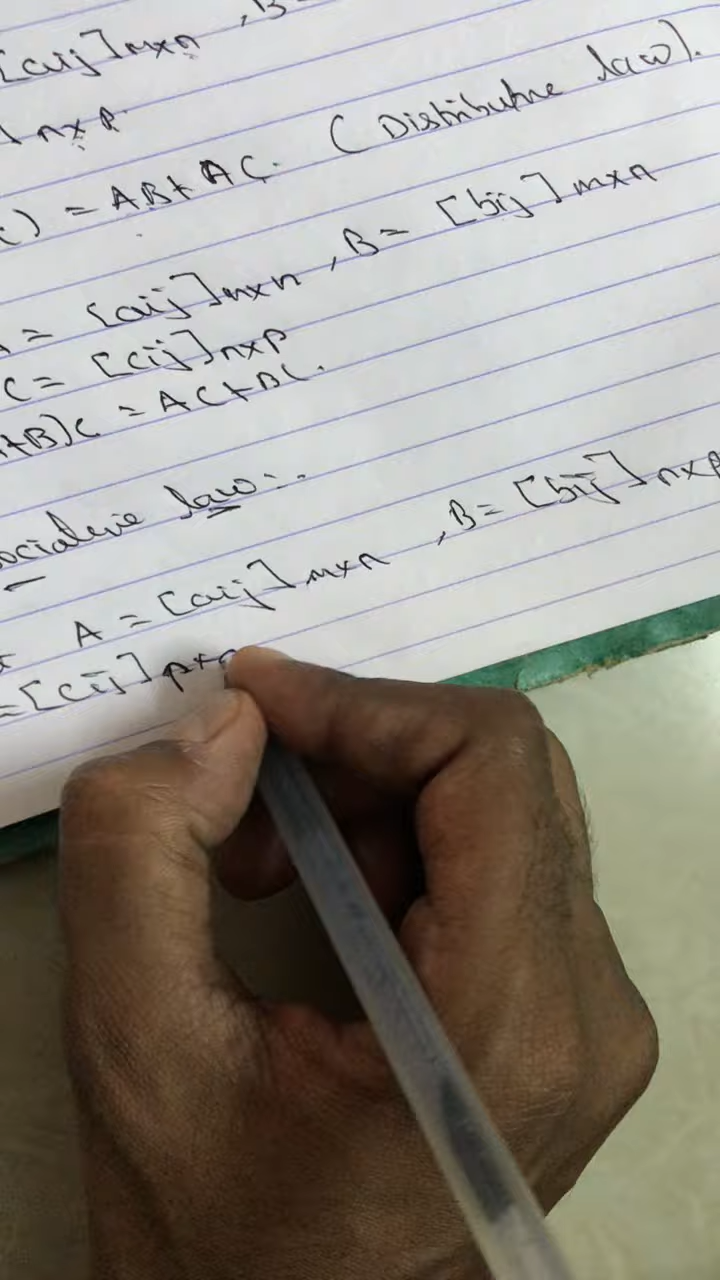 [aij]mxn , B
nxp
) = AB+AC. (Distributive law).
= [aij]mxn , B = [bij]mxn
C = [cij]nxp
+B)C = AC+BC.
ociative law:.
A = [aij]mxn , B = [bij]nxp
= [cij]px